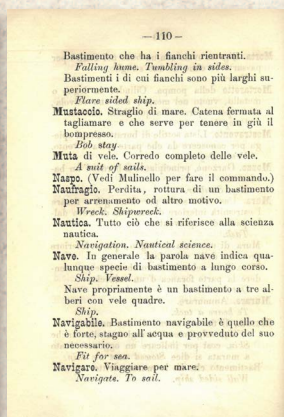 —110—
Bastimento che ha i fianchi rientranti.
Falling hume. Tumbling in sides.
Bastimenti i di cui fianchi sono più larghi su-
periormente.
Flare sided ship.
Mustaccio. Straglio di mare. Catena fermata al
tagliamare e che serve per tenere in giù il
bompresso.
Bob stay
Muta di vele. Corredo completo delle vele.
A suit of sails.
Naspo. (Vedi Mulinello per fare il commando.)
Naufragio. Perdita, rottura di un bastimento
per arrenamento od altro motivo.
Wreck. Shipwreck.
Nautica. Tutto ciò che si riferisce alla scienza
nautica.
Navigation. Nautical science.
Nave. In generale la parola nave indica qua-
lunque specie di bastimento a lungo corso.
Ship. Vessel.
Nave propriamente è un bastimento a tre al-
beri con vele quadre.
Ship.
Navigabile. Bastimento navigabile è quello che
è forte, stagno all'acqua e provveduto del suo
necessario.
Fit for sea.
Navigare. Viaggiare per mare.
Navigate. To sail.